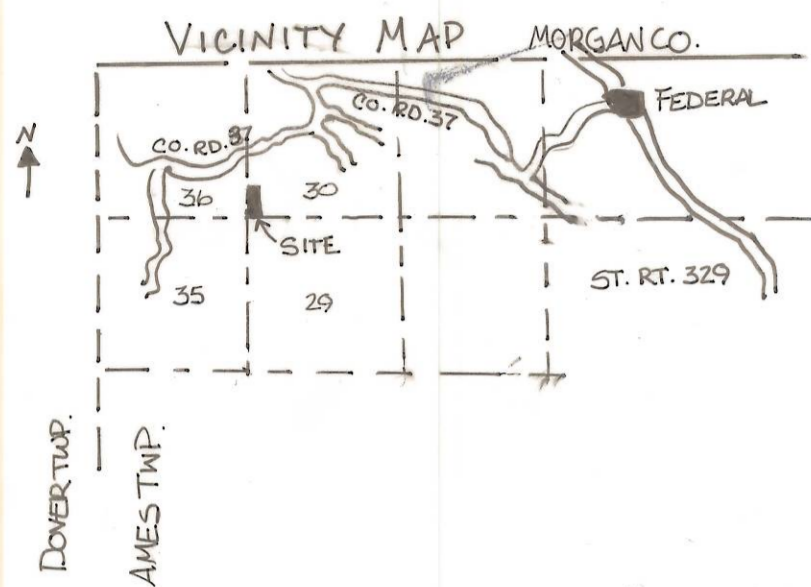 VICINITY MAP
MORGAN CO.
N
CO. RD. 37
CO. RD. 37
FEDERAL
36
30
SITE
35
29
ST. RT. 329
DOVER TWP.
AMES TWP.